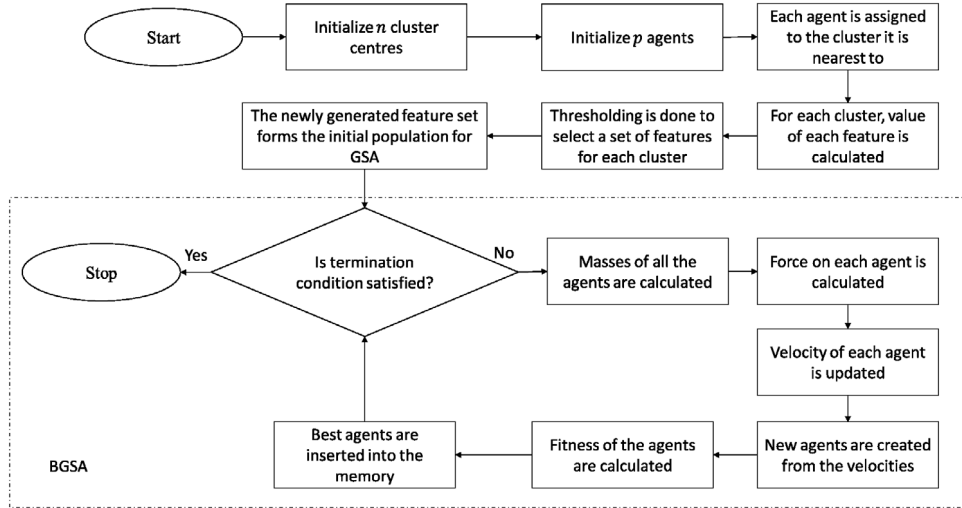 Start
Initialize n cluster
centres
Initialize p agents
Each agent is assigned
to the cluster it is
nearest to
For each cluster, value
of each feature is
calculated
Thresholding is done to
select a set of features
for each cluster
The newly generated feature set
forms the initial population for
GSA
Is termination
condition satisfied?
Yes
Stop
No
Masses of all the
agents are calculated
Force on each agent is
calculated
Velocity of each agent
is updated
New agents are created
from the velocities
Fitness of the agents
are calculated
Best agents are
inserted into the
memory
BGSA